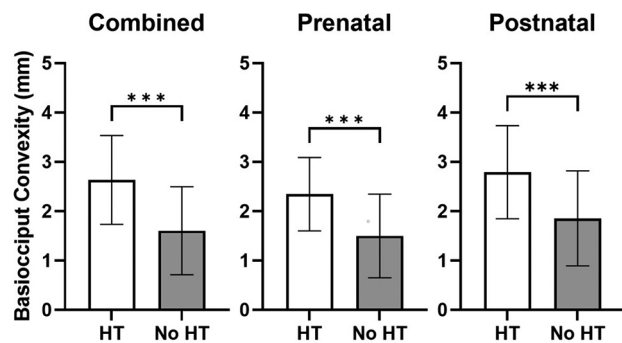 Combined Prenatal Postnatal
Basiocciput Convexity (mm)
5 5 5
*** *** ***
4 4 4
3 3 3
2 2 2
1 1 1
0 0 0
HT No HT HT No HT HT No HT